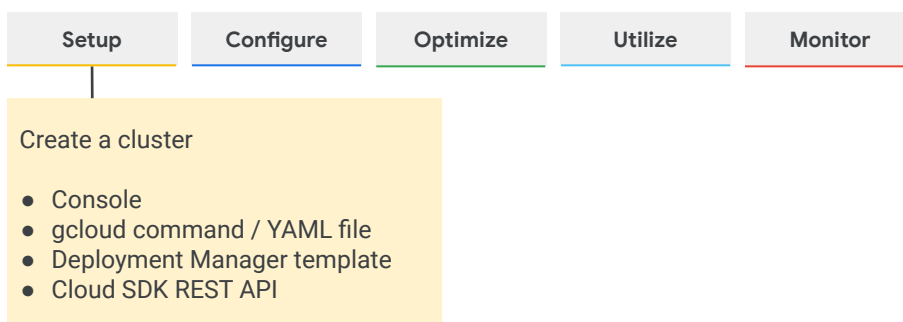 Setup Configure Optimize Utilize Monitor
Create a cluster
● Console
● gcloud command / YAML file
● Deployment Manager template
● Cloud SDK REST API